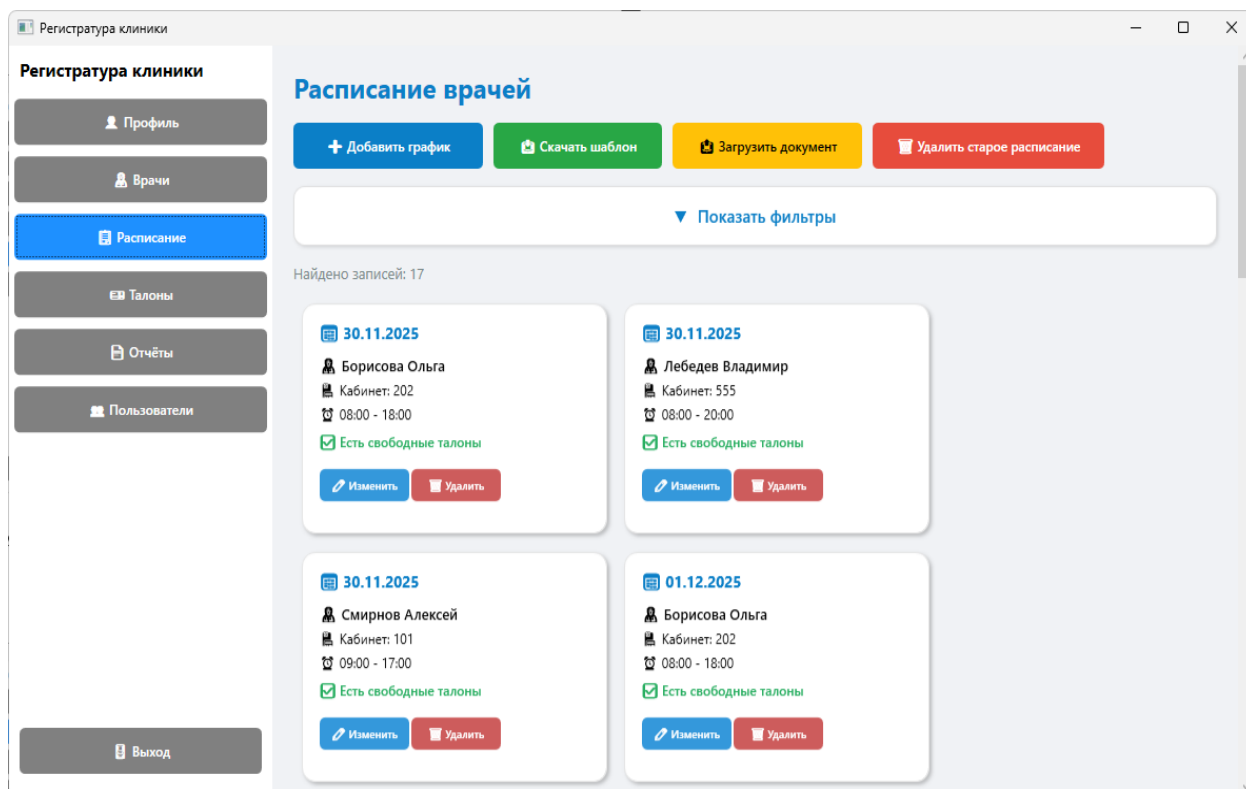 Регистратура клиники
Регистратура клиники
Профиль
Врачи
Расписание
Талоны
Отчёты
Пользователи
Выход
Расписание врачей
Добавить график
Скачать шаблон
Загрузить документ
Удалить старое расписание
▼ Показать фильтры
Найдено записей: 17
30.11.2025
Борисова Ольга
Кабинет: 202
08:00 - 18:00
Есть свободные талоны
Изменить
Удалить
30.11.2025
Лебедев Владимир
Кабинет: 555
08:00 - 20:00
Есть свободные талоны
Изменить
Удалить
30.11.2025
Смирнов Алексей
Кабинет: 101
09:00 - 17:00
Есть свободные талоны
Изменить
Удалить
01.12.2025
Борисова Ольга
Кабинет: 202
08:00 - 18:00
Есть свободные талоны
Изменить
Удалить